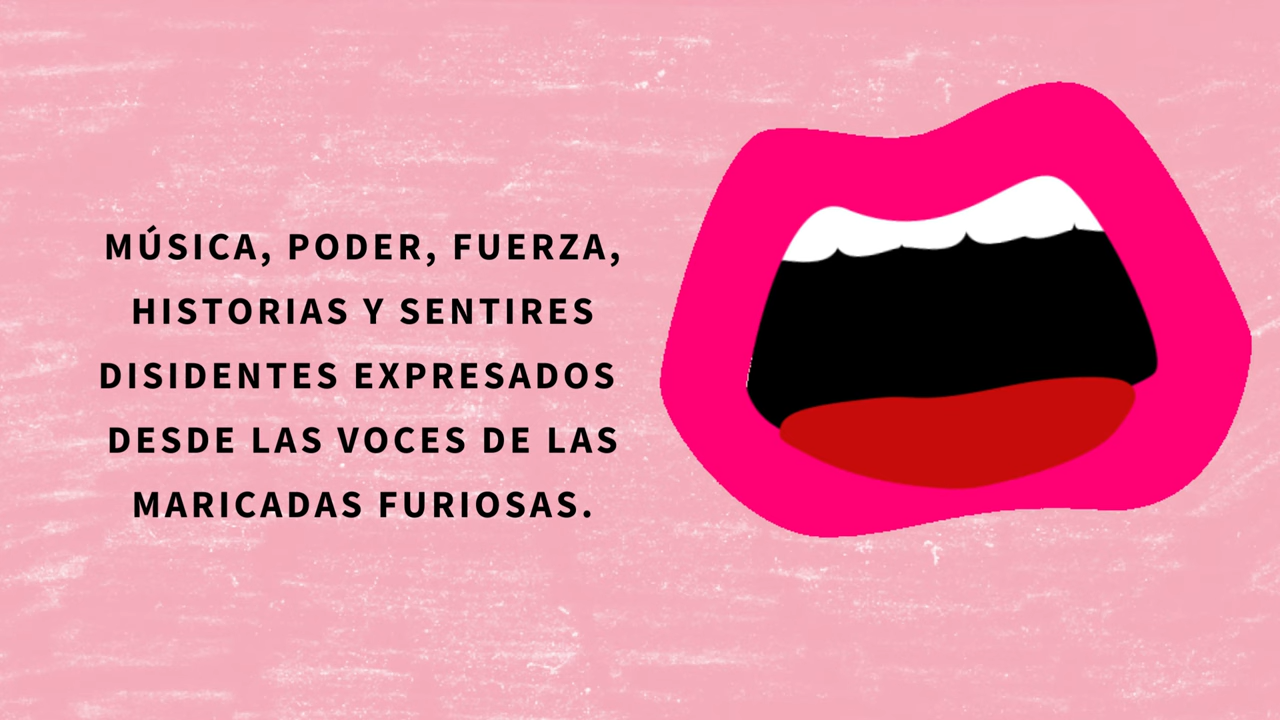 MÚSICA, PODER, FUERZA,
HISTORIAS Y SENTIRES
DISIDENTES EXPRESADOS
DESDE LAS VOCES DE LAS
MARICADAS FURIOSAS.